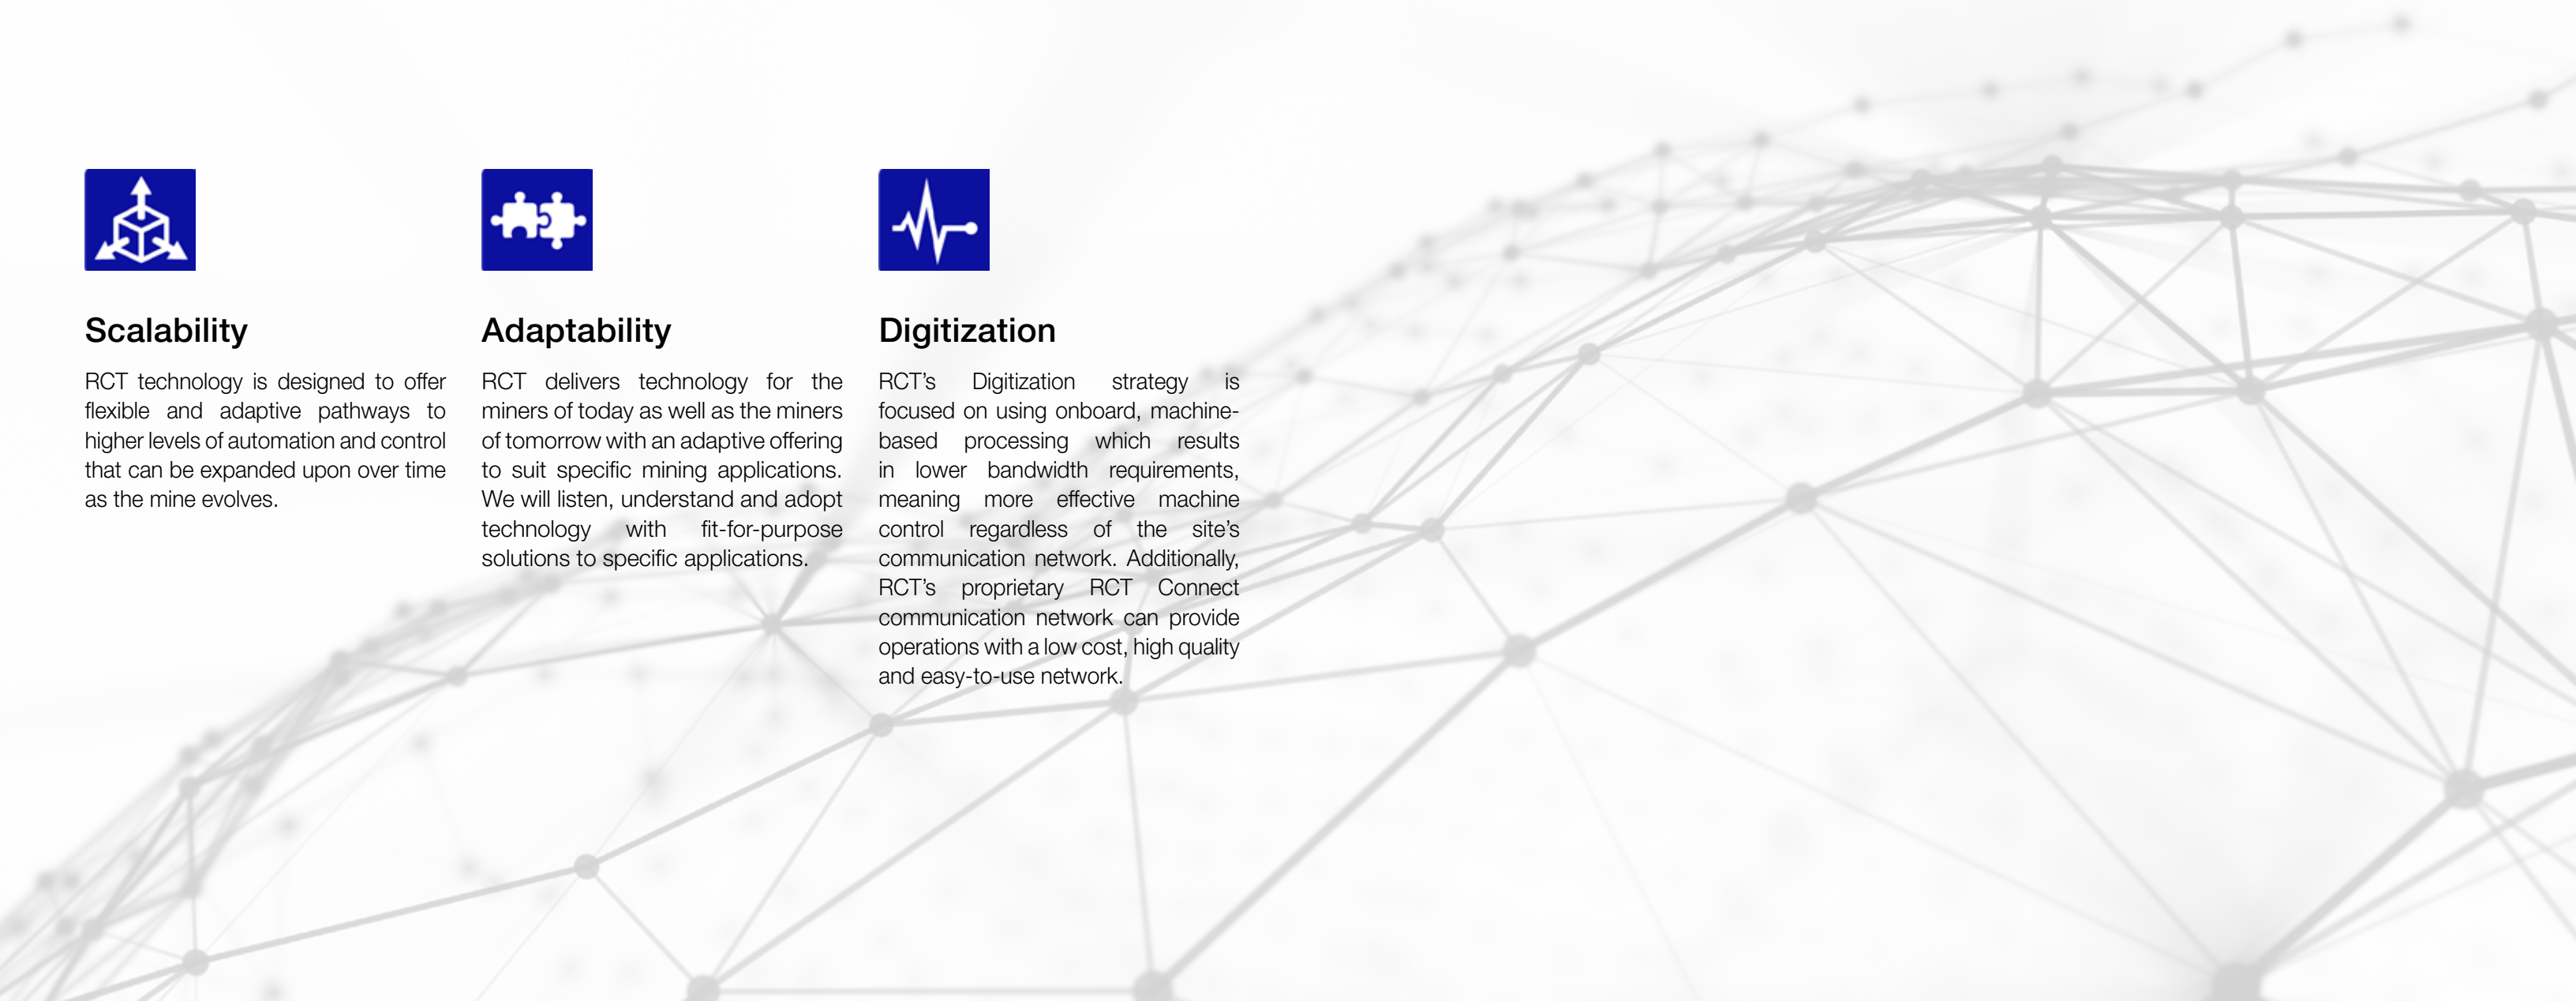 Scalability
RCT technology is designed to offer
flexible and adaptive pathways to
higher levels of automation and control
that can be expanded upon over time
as the mine evolves.
Adaptability
RCT delivers technology for the
miners of today as well as the miners
of tomorrow with an adaptive offering
to suit specific mining applications.
We will listen, understand and adopt
technology with fit-for-purpose
solutions to specific applications.
Digitization
RCT’s Digitization strategy is
focused on using onboard, machine-
based processing which results
in lower bandwidth requirements,
meaning more effective machine
control regardless of the site’s
communication network. Additionally,
RCT’s proprietary RCT Connect
communication network can provide
operations with a low cost, high quality
and easy-to-use network.